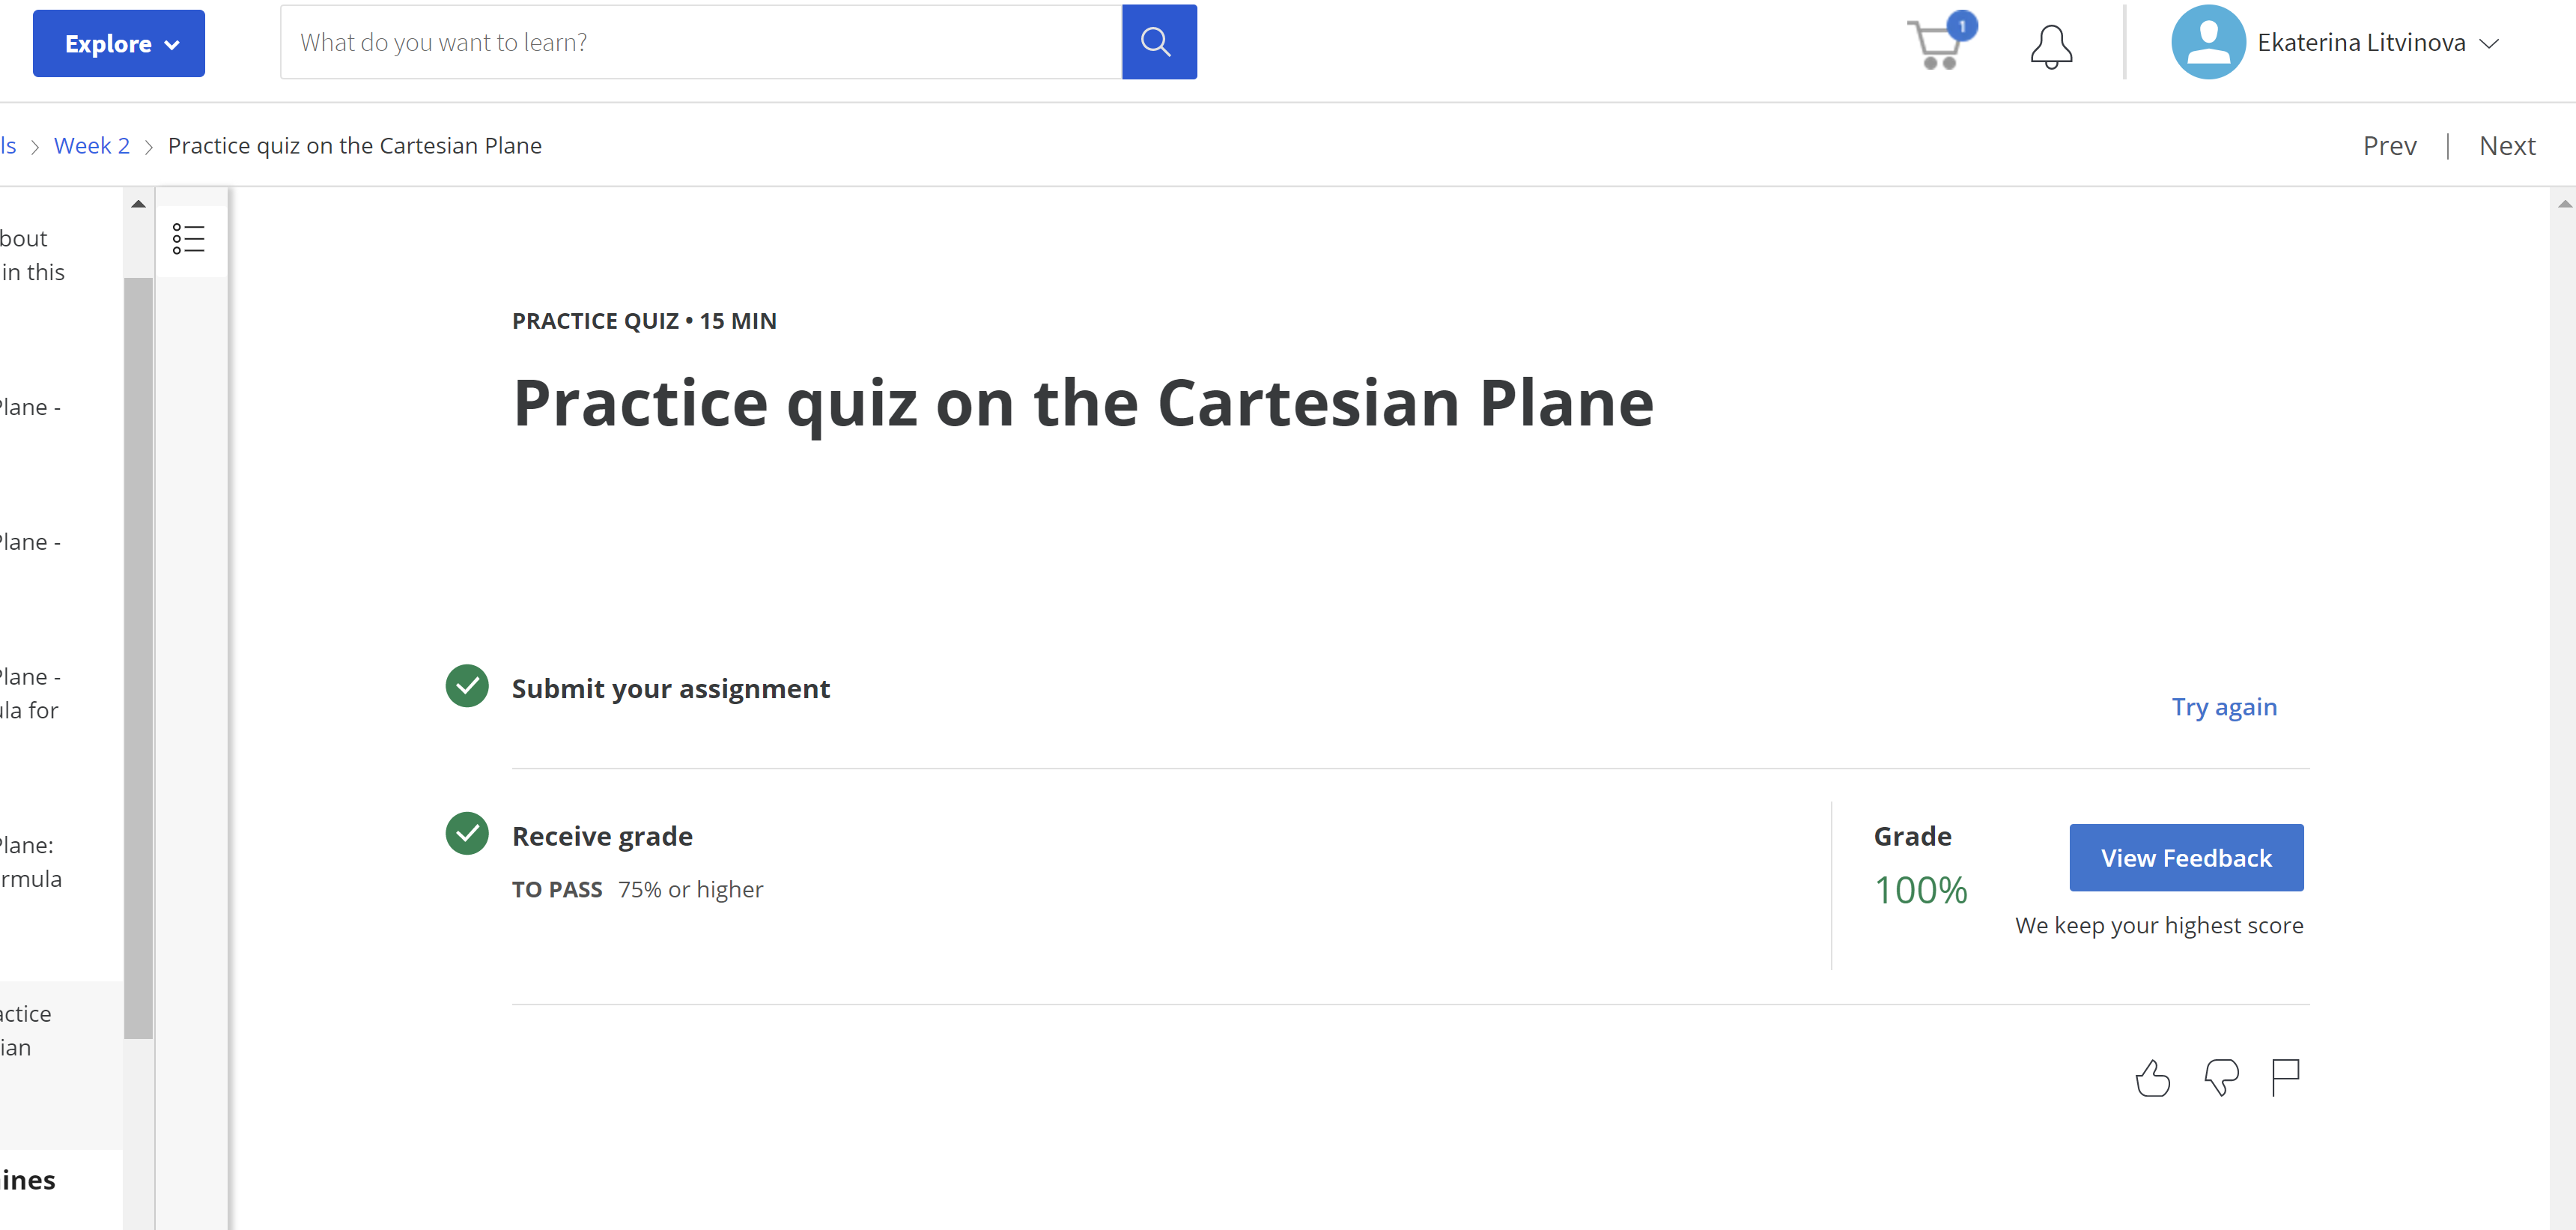 Explore
What do you want to learn?
1
Ekaterina Litvinova
ls > Week 2 > Practice quiz on the Cartesian Plane
Prev | Next
bout
in this
Plane -
Plane -
Plane -
ula for
Plane:
rmula
actice
ian
ines
PRACTICE QUIZ • 15 MIN
Practice quiz on the Cartesian Plane
Submit your assignment
Try again
Receive grade
TO PASS 75% or higher
Grade
100%
View Feedback
We keep your highest score